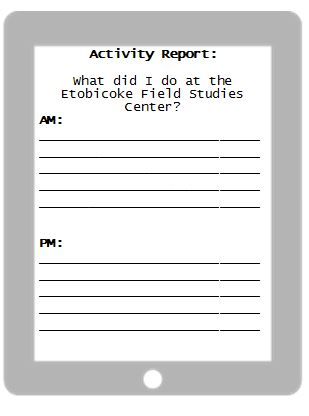 Activity Report:
What did I do at the
Etobicoke Field Studies
Center?
AM:
PM: